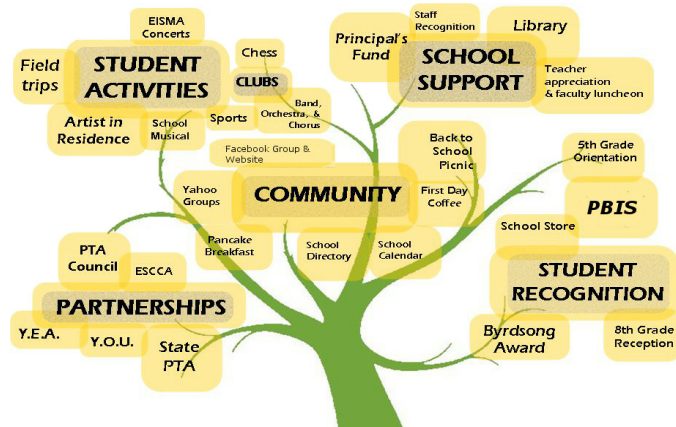 EISMA
Concerts
Field
trips
STUDENT
ACTIVITIES
Artist in
Residence
School
Musical
Sports
Chess
CLUBS
Band,
Orchestra, &
Chorus
Principal's
Fund
Staff
Recognition
Library
SCHOOL
SUPPORT
Teacher
appreciation
& faculty luncheon
Facebook Group &
Website
Yahoo
Groups
COMMUNITY
Back to
School
Picnic
First Day
Coffee
Pancake
Breakfast
School
Directory
School
Calendar
5th Grade
Orientation
PBIS
School Store
STUDENT
RECOGNITION
Byrdsong
Award
8th Grade
Reception
PTA
Council
ESCCA
PARTNERSHIPS
Y.E.A.
Y.O.U.
State
PTA